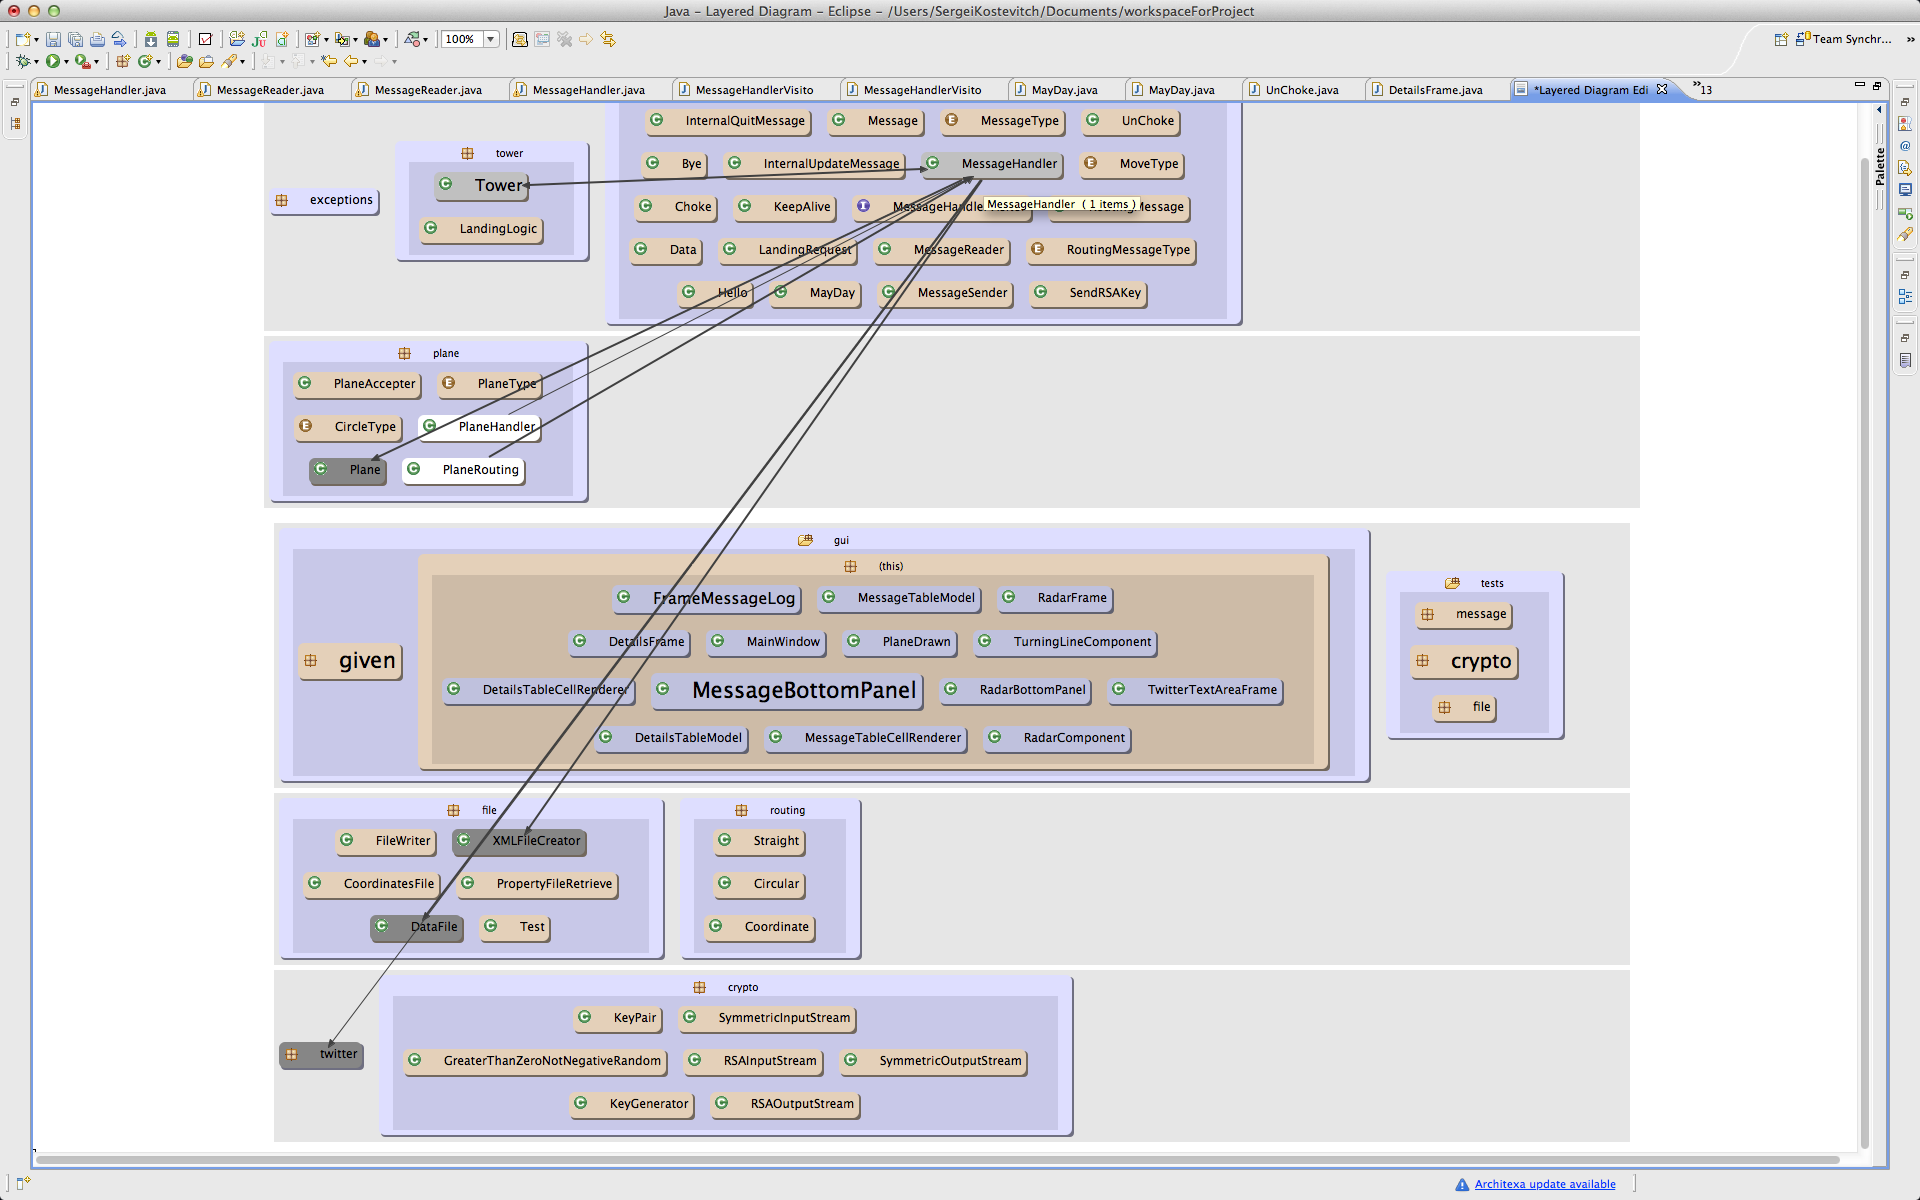 Java – Layered Diagram – Eclipse – /Users/SergeiKostevitch/Documents/workspaceForProject
100%
Team Synchr...
MessageHandler.java
MessageReader.java
MessageReader.java
MessageHandler.java
MessageHandlerVisito
MessageHandlerVisito
MayDay.java
MayDay.java
UnChoke.java
DetailsFrame.java
*Layered Diagram Edi
13
Palette
InternalQuitMessage
Message
MessageType
UnChoke
tower
Bye
InternalUpdateMessage
MessageHandler
MoveType
Tower
exceptions
Choke
KeepAlive
MessageHandle
MessageHandler ( 1 items )
Message
LandingLogic
Data
LandingRequest
MessageReader
RoutingMessageType
Hello
MayDay
MessageSender
SendRSAKey
plane
PlaneAccepter
PlaneType
CircleType
PlaneHandler
Plane
PlaneRouting
gui
(this)
FrameMessageLog
MessageTableModel
RadarFrame
tests
message
DetailsFrame
MainWindow
PlaneDrawn
TurningLineComponent
given
crypto
DetailsTableCellRenderer
MessageBottomPanel
RadarBottomPanel
TwitterTextAreaFrame
file
DetailsTableModel
MessageTableCellRenderer
RadarComponent
file
routing
FileWriter
XMLFileCreator
Straight
CoordinatesFile
PropertyFileRetrieve
Circular
DataFile
Test
Coordinate
crypto
KeyPair
SymmetricInputStream
twitter
GreaterThanZeroNotNegativeRandom
RSAInputStream
SymmetricOutputStream
KeyGenerator
RSAOutputStream
Architexa update available